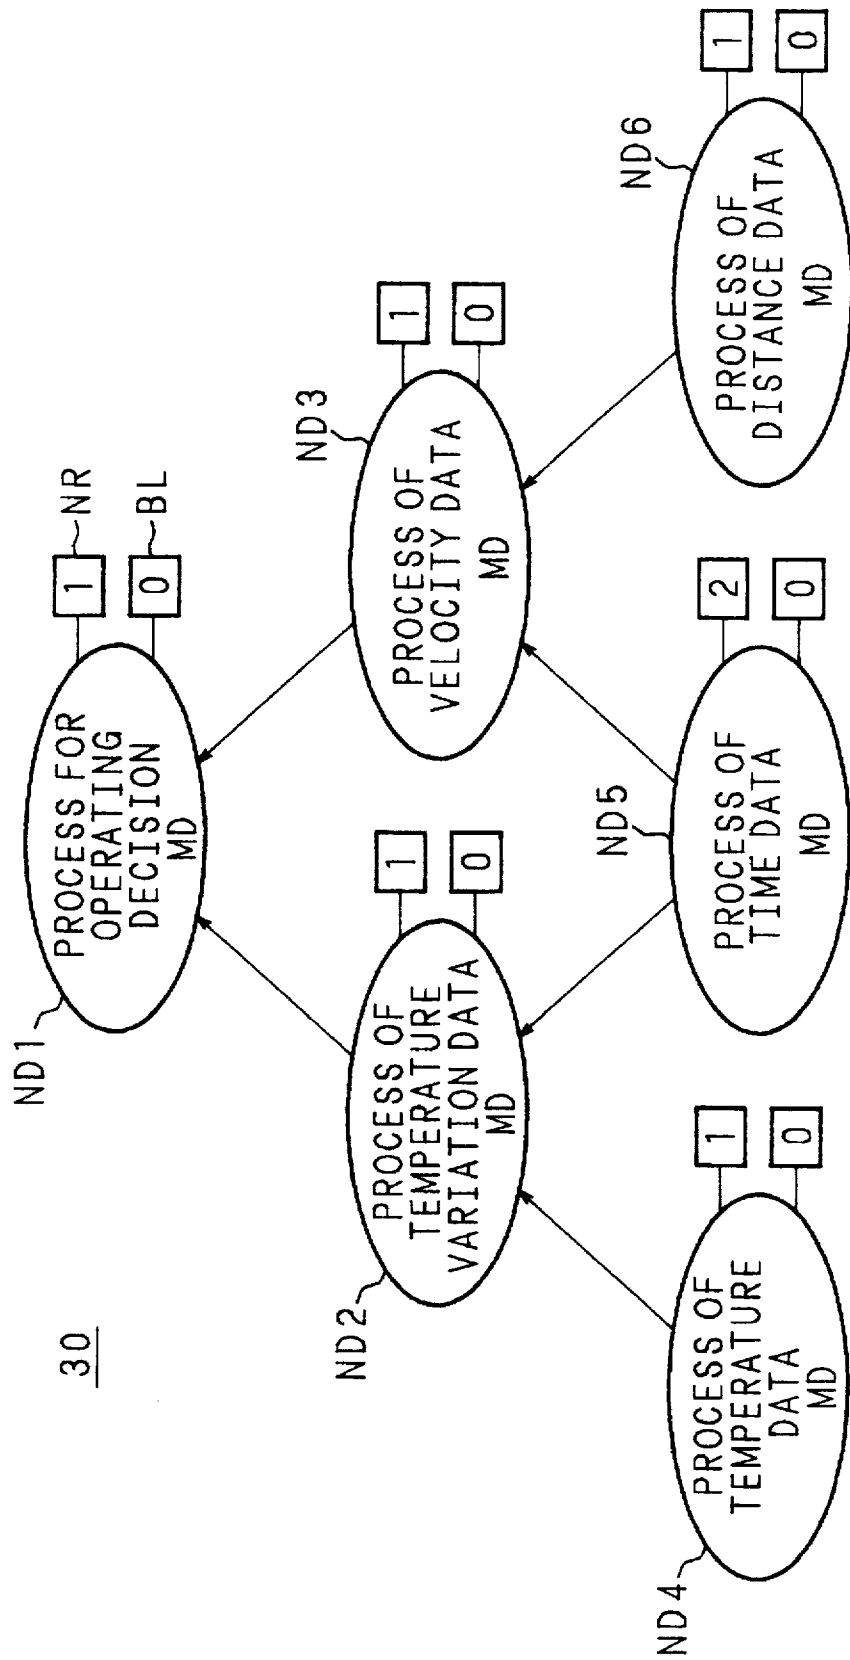 30
ND1
PROCESS FOR
OPERATING
DECISION
MD
1
NR
0
BL
ND2
PROCESS OF
TEMPERATURE
VARIATION DATA
MD
1
0
ND3
PROCESS OF
VELOCITY DATA
MD
1
0
ND4
PROCESS OF
TEMPERATURE
DATA
MD
1
0
ND5
PROCESS OF
TIME DATA
MD
2
0
ND6
PROCESS OF
DISTANCE DATA
MD
1
0